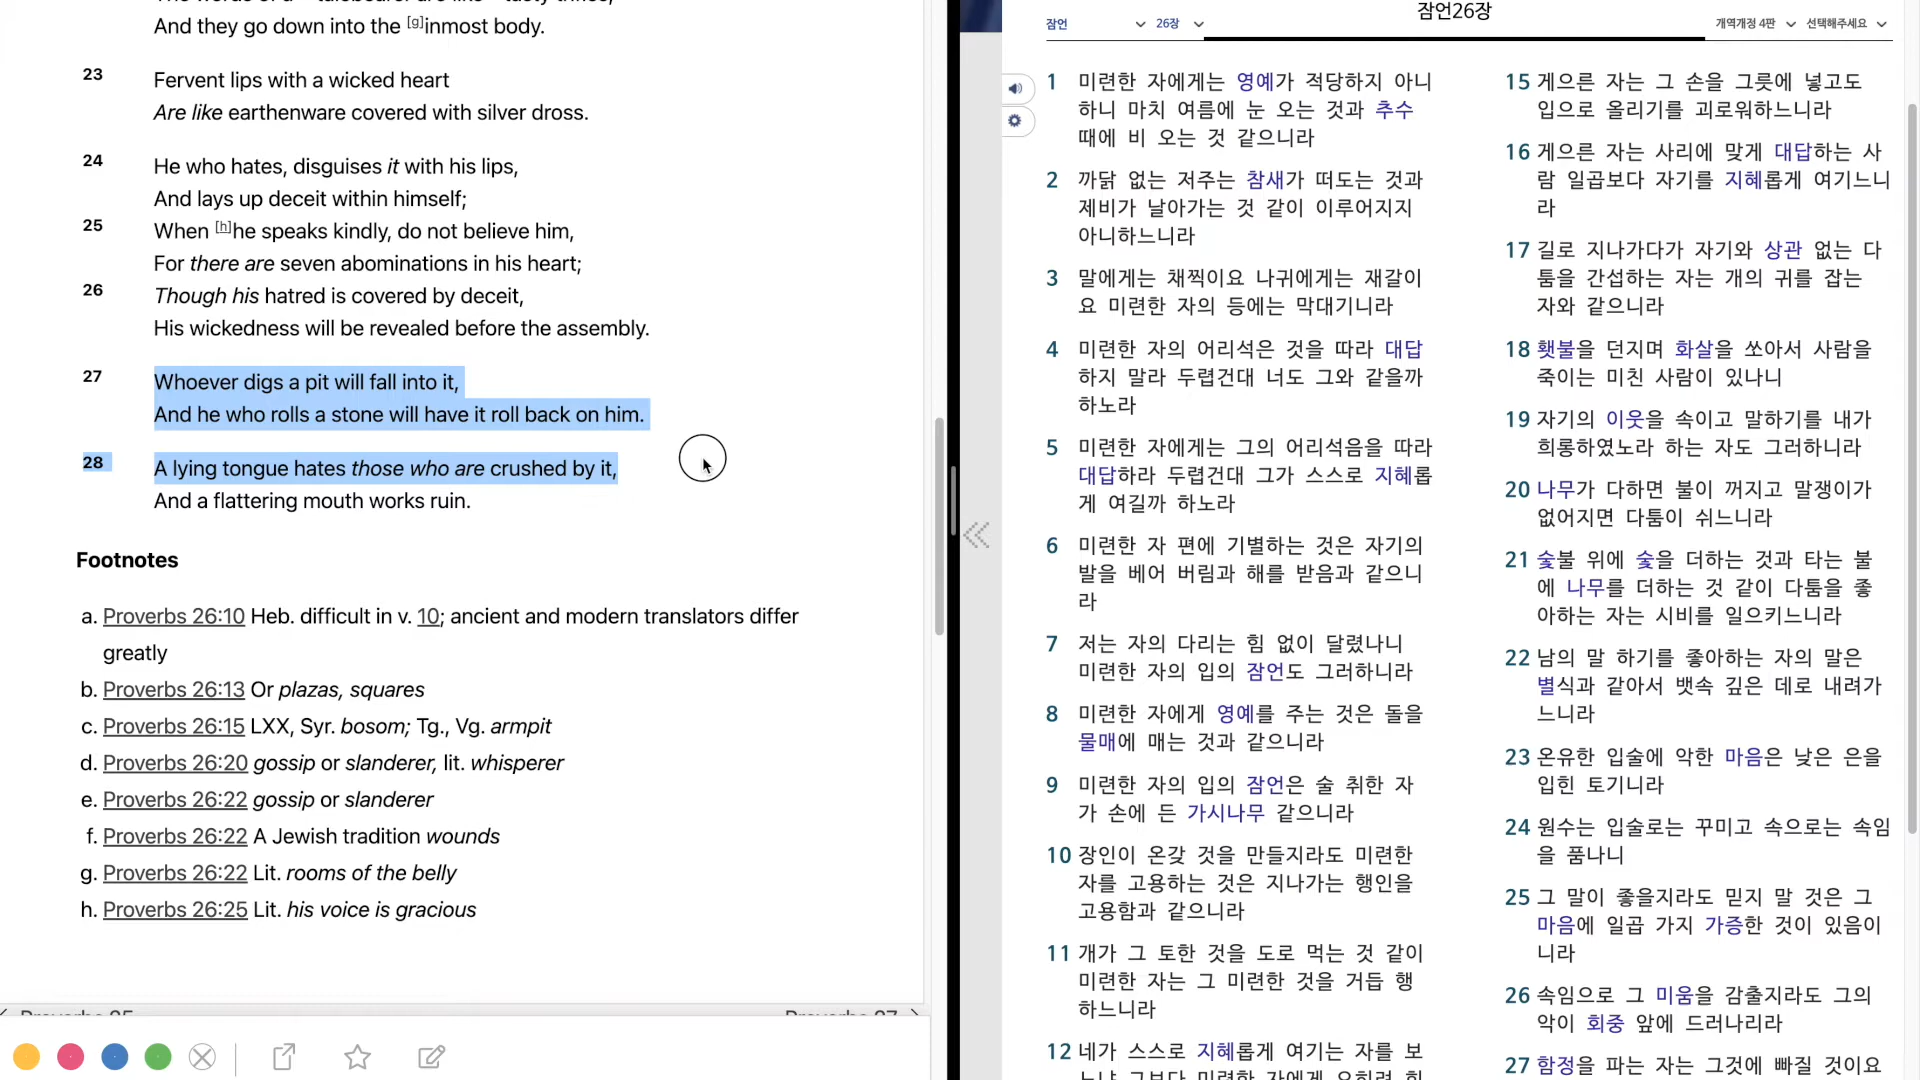 And they go down into the [g]inmost body.
23 Fervent lips with a wicked heart
Are like earthenware covered with silver dross.
24 He who hates, disguises it with his lips,
And lays up deceit within himself;
25 When [h]he speaks kindly, do not believe him,
For there are seven abominations in his heart;
26 Though his hatred is covered by deceit,
His wickedness will be revealed before the assembly.
27 Whoever digs a pit will fall into it,
And he who rolls a stone will have it roll back on him.
28 A lying tongue hates those who are crushed by it,
And a flattering mouth works ruin.
Footnotes
a. Proverbs 26:10 Heb. difficult in v. 10; ancient and modern translators differ
greatly
b. Proverbs 26:13 Or plazas, squares
c. Proverbs 26:15 LXX, Syr. bosom; Tg., Vg. armpit
d. Proverbs 26:20 gossip or slanderer, lit. whisperer
e. Proverbs 26:22 gossip or slanderer
f. Proverbs 26:22 A Jewish tradition wounds
g. Proverbs 26:22 Lit. rooms of the belly
h. Proverbs 26:25 Lit. his voice is gracious
잠언26장
잠언 26장
개역개정 4판 선택해주세요
1 미련한 자에게는 영예가 적당하지 아니
하니 마치 여름에 눈 오는 것과 추수
때에 비 오는 것 같으니라
2 까닭 없는 저주는 참새가 떠도는 것과
제비가 날아가는 것 같이 이루어지지
아니하느니라
3 말에게는 채찍이요 나귀에게는 재갈이
요 미련한 자의 등에는 막대기니라
4 미련한 자의 어리석은 것을 따라 대답
하지 말라 두렵건대 너도 그와 같을까
하노라
5 미련한 자에게는 그의 어리석음을 따라
대답하라 두렵건대 그가 스스로 지혜롭
게 여길까 하노라
6 미련한 자 편에 기별하는 것은 자기의
발을 베어 버림과 해를 받음과 같으니
라
7 저는 자의 다리는 힘 없이 달렸나니
미련한 자의 입의 잠언도 그러하니라
8 미련한 자에게 영예를 주는 것은 돌을
물매에 매는 것과 같으니라
9 미련한 자의 입의 잠언은 술 취한 자
가 손에 든 가시나무 같으니라
10 장인이 온갖 것을 만들지라도 미련한
자를 고용하는 것은 지나가는 행인을
고용함과 같으니라
11 개가 그 토한 것을 도로 먹는 것 같이
미련한 자는 그 미련한 것을 거듭 행
하느니라
12 네가 스스로 지혜롭게 여기는 자를 보
15 게으른 자는 그 손을 그릇에 넣고도
입으로 올리기를 괴로워하느니라
16 게으른 자는 사리에 맞게 대답하는 사
람 일곱보다 자기를 지혜롭게 여기느니
라
17 길로 지나가다가 자기와 상관 없는 다
툼을 간섭하는 자는 개의 귀를 잡는
자와 같으니라
18 횃불을 던지며 화살을 쏘아서 사람을
죽이는 미친 사람이 있나니
19 자기의 이웃을 속이고 말하기를 내가
희롱하였노라 하는 자도 그러하니라
20 나무가 다하면 불이 꺼지고 말쟁이가
없어지면 다툼이 쉬느니라
21 숯불 위에 숯을 더하는 것과 타는 불
에 나무를 더하는 것 같이 다툼을 좋
아하는 자는 시비를 일으키느니라
22 남의 말 하기를 좋아하는 자의 말은
별식과 같아서 뱃속 깊은 데로 내려가
느니라
23 온유한 입술에 악한 마음은 낮은 은을
입힌 토기니라
24 원수는 입술로는 꾸미고 속으로는 속임
을 품나니
25 그 말이 좋을지라도 믿지 말 것은 그
마음에 일곱 가지 가증한 것이 있음이
니라
26 속임으로 그 미움을 감출지라도 그의
악이 회중 앞에 드러나리라
27 함정을 파는 자는 그것에 빠질 것이요